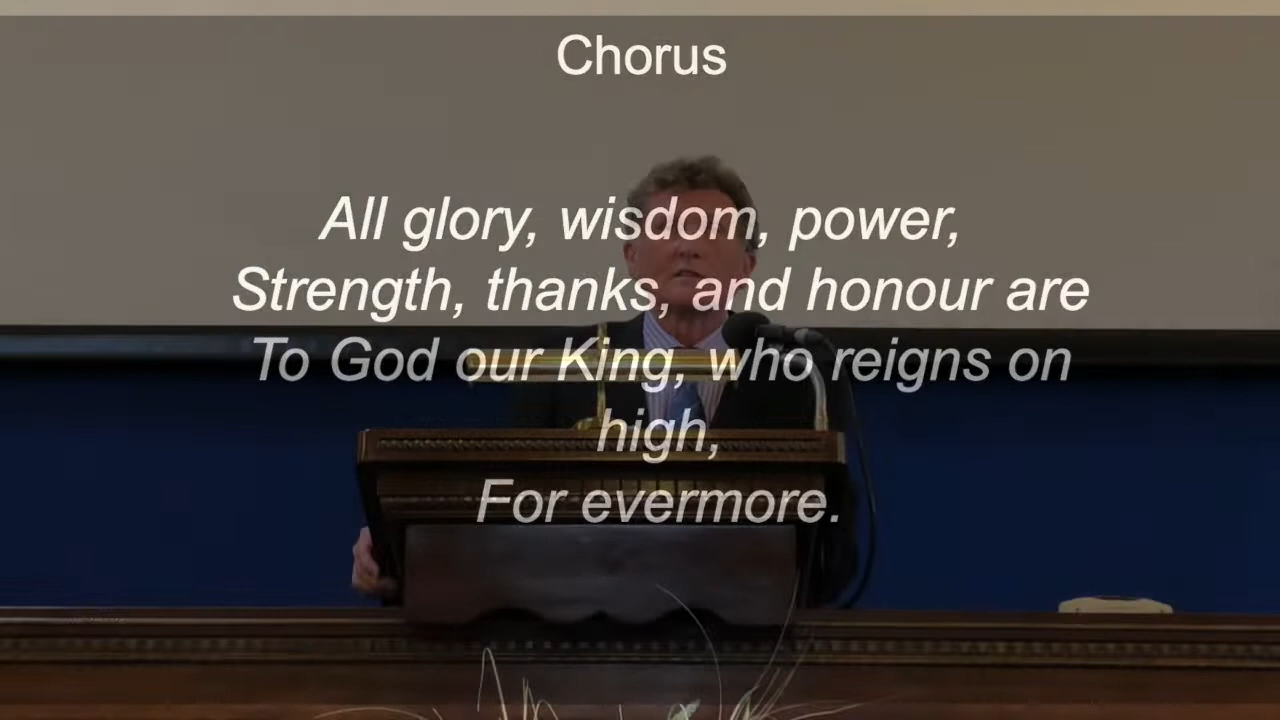 Chorus
All glory, wisdom, power,
Strength, thanks, and honour are
To God our King, who reigns on
high,
For evermore.